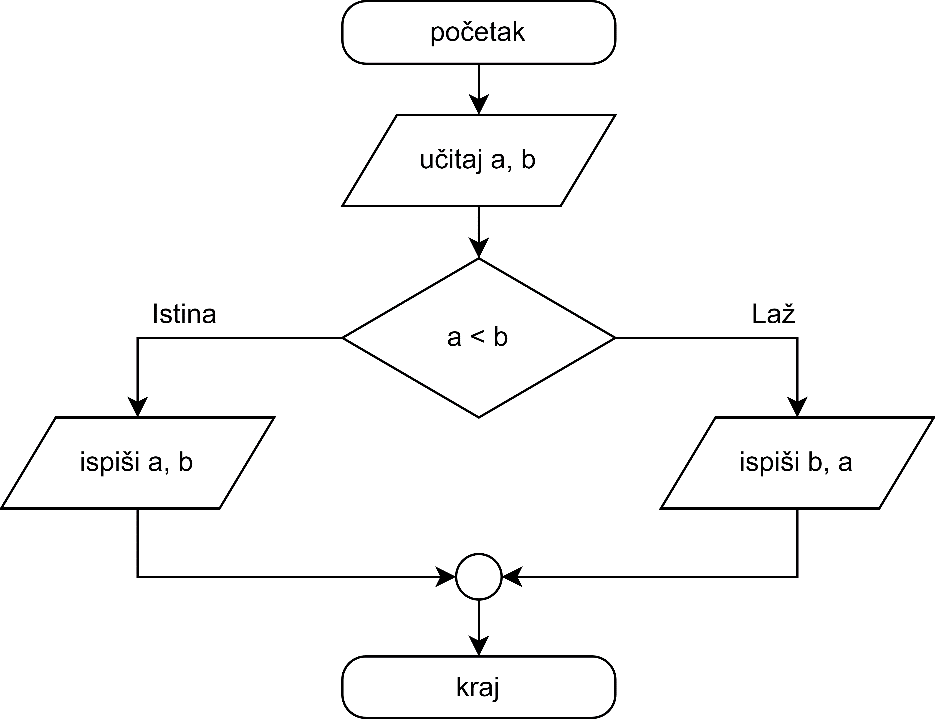 početak
učitaj a, b
Istina
a < b
Laž
ispiši a, b
ispiši b, a
kraj